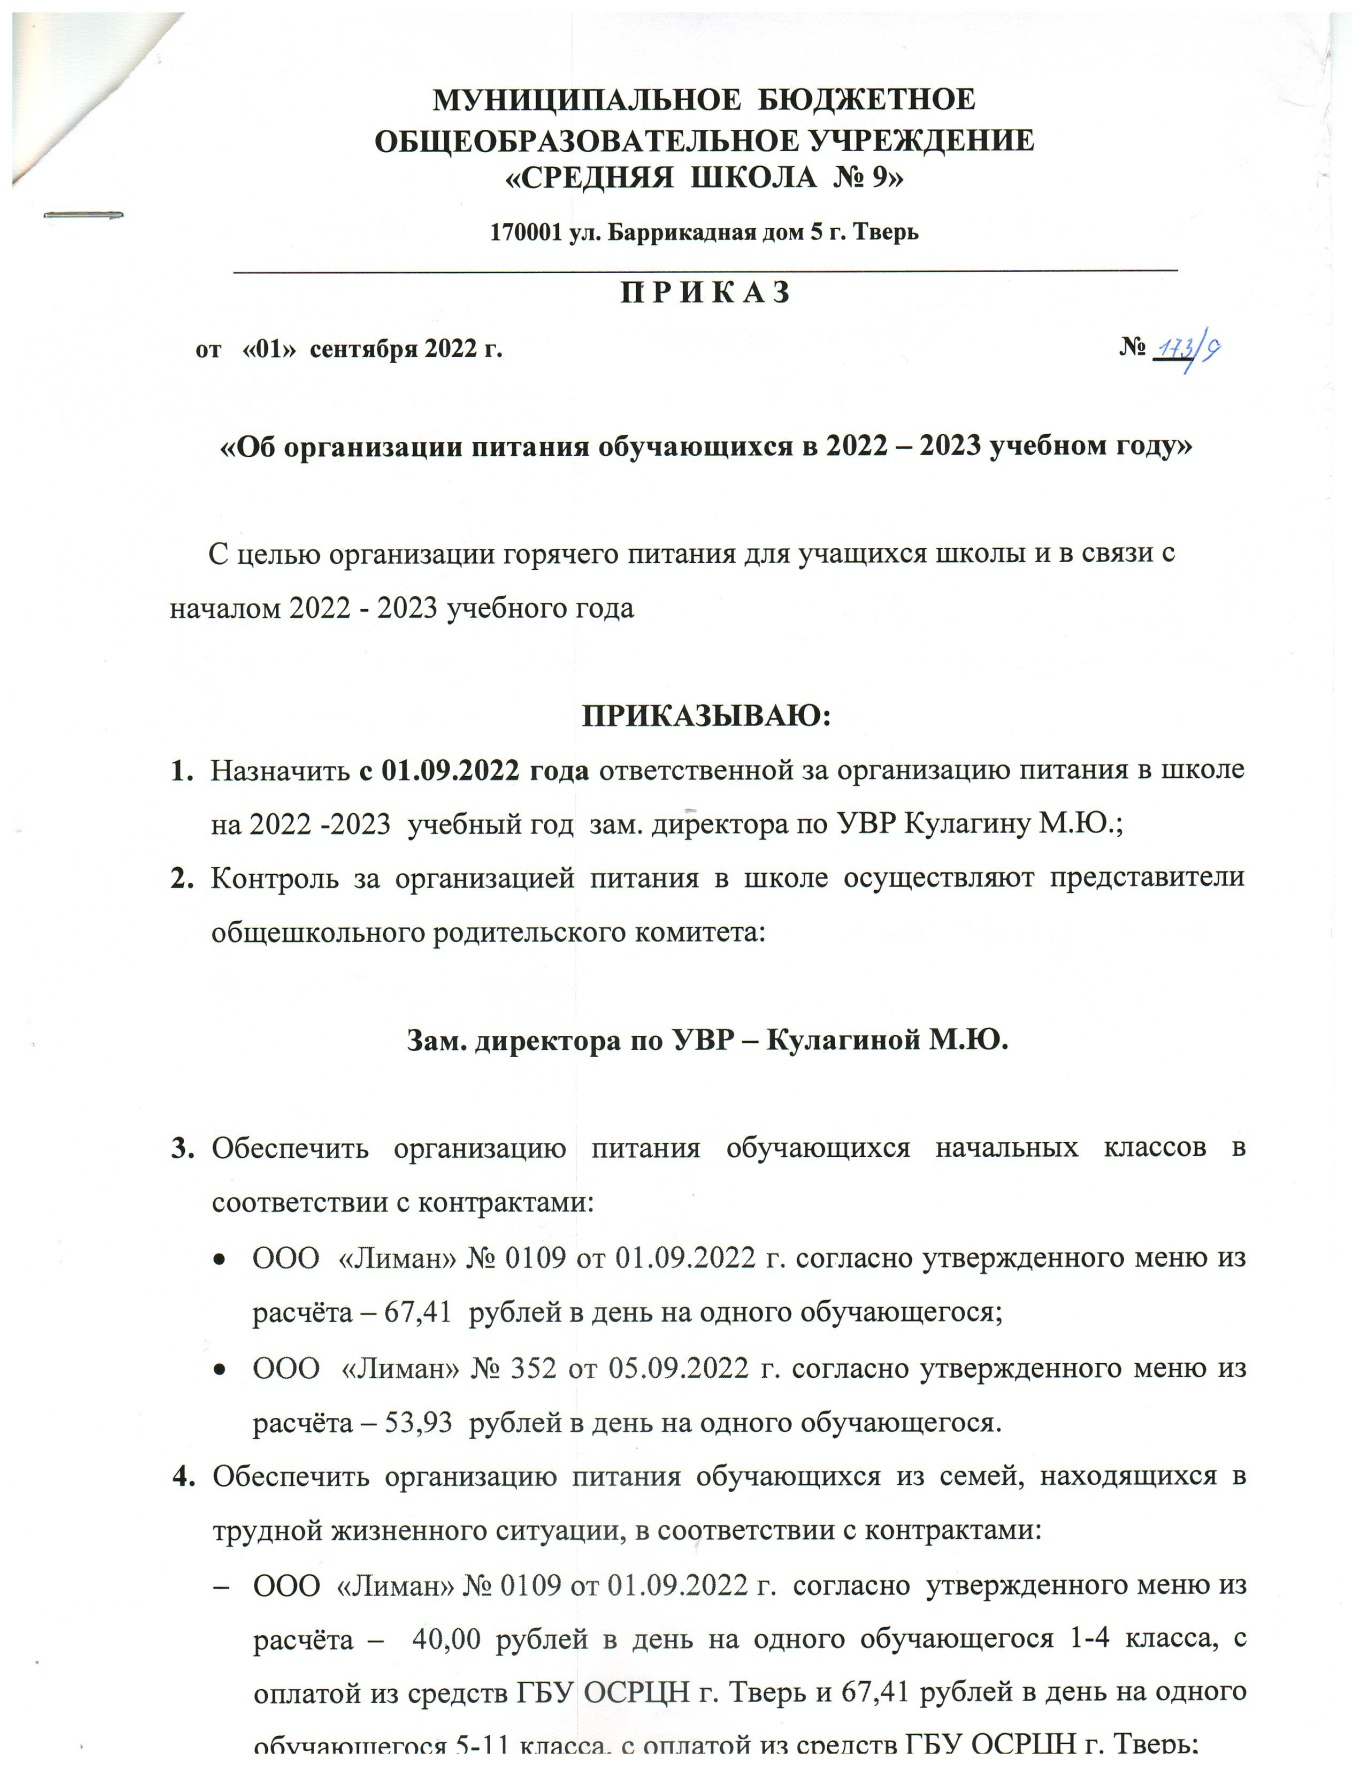 МУНИЦИПАЛЬНОЕ БЮДЖЕТНОЕ
ОБЩЕОБРАЗОВАТЕЛЬНОЕ УЧРЕЖДЕНИЕ
«СРЕДНЯЯ ШКОЛА № 9»
170001 ул. Баррикадная дом 5 г. Тверь
П Р И К А З
от «01» сентября 2022 г. № 173/9
«Об организации питания обучающихся в 2022 – 2023 учебном году»
С целью организации горячего питания для учащихся школы и в связи с
началом 2022 - 2023 учебного года
ПРИКАЗЫВАЮ:
1. Назначить с 01.09.2022 года ответственной за организацию питания в школе
на 2022 -2023 учебный год зам. директора по УВР Кулагину М.Ю.;
2. Контроль за организацией питания в школе осуществляют представители
общешкольного родительского комитета:
Зам. директора по УВР – Кулагиной М.Ю.
3. Обеспечить организацию питания обучающихся начальных классов в
соответствии с контрактами:
• ООО «Лиман» № 0109 от 01.09.2022 г. согласно утвержденного меню из
расчёта – 67,41 рублей в день на одного обучающегося;
• ООО «Лиман» № 352 от 05.09.2022 г. согласно утвержденного меню из
расчёта – 53,93 рублей в день на одного обучающегося.
4. Обеспечить организацию питания обучающихся из семей, находящихся в
трудной жизненного ситуации, в соответствии с контрактами:
– ООО «Лиман» № 0109 от 01.09.2022 г. согласно утвержденного меню из
расчёта – 40,00 рублей в день на одного обучающегося 1-4 класса, с
оплатой из средств ГБУ ОСРЦН г. Тверь и 67,41 рублей в день на одного
обучающегося 5-11 класса, с оплатой из средств ГБУ ОСРЦН г. Тверь;